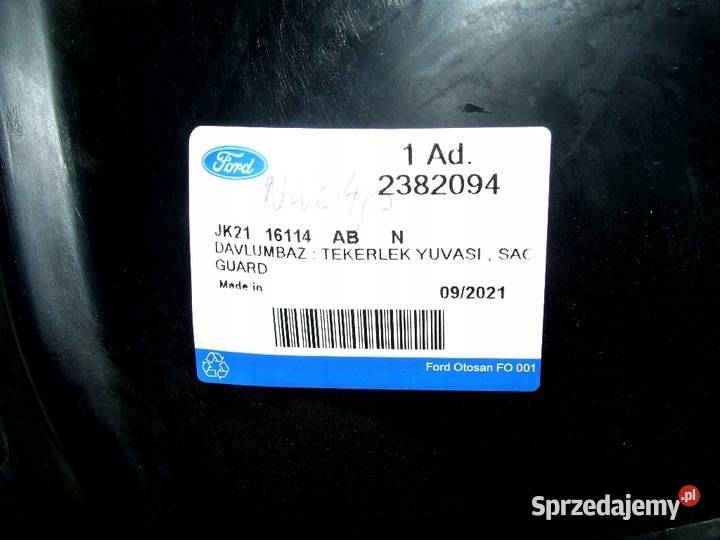 Ford
1 Ad.
2382094
JK21 16114 AB N
DAVLUMBAZ : TEKERLEK YUVASI , SAG
GUARD
Made in
09/2021
Ford Otosan FO 001
Sprzedajemy.pl